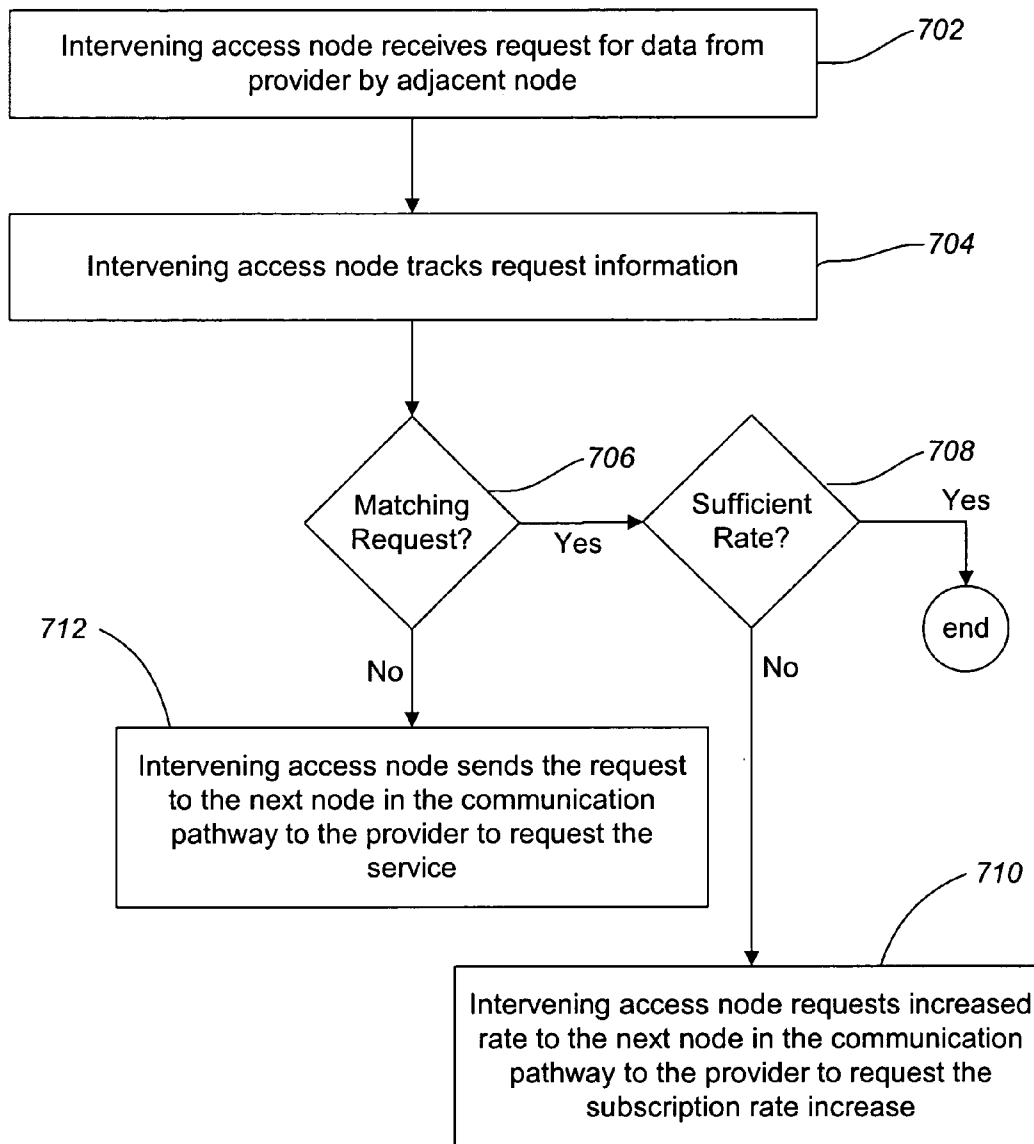 Intervening access node receives request for data from
provider by adjacent node
702
Intervening access node tracks request information
704
Matching
Request?
706
Yes
Sufficient
Rate?
708
Yes
end
No
712
Intervening access node sends the request
to the next node in the communication
pathway to the provider to request the
service
No
710
Intervening access node requests increased
rate to the next node in the communication
pathway to the provider to request the
subscription rate increase